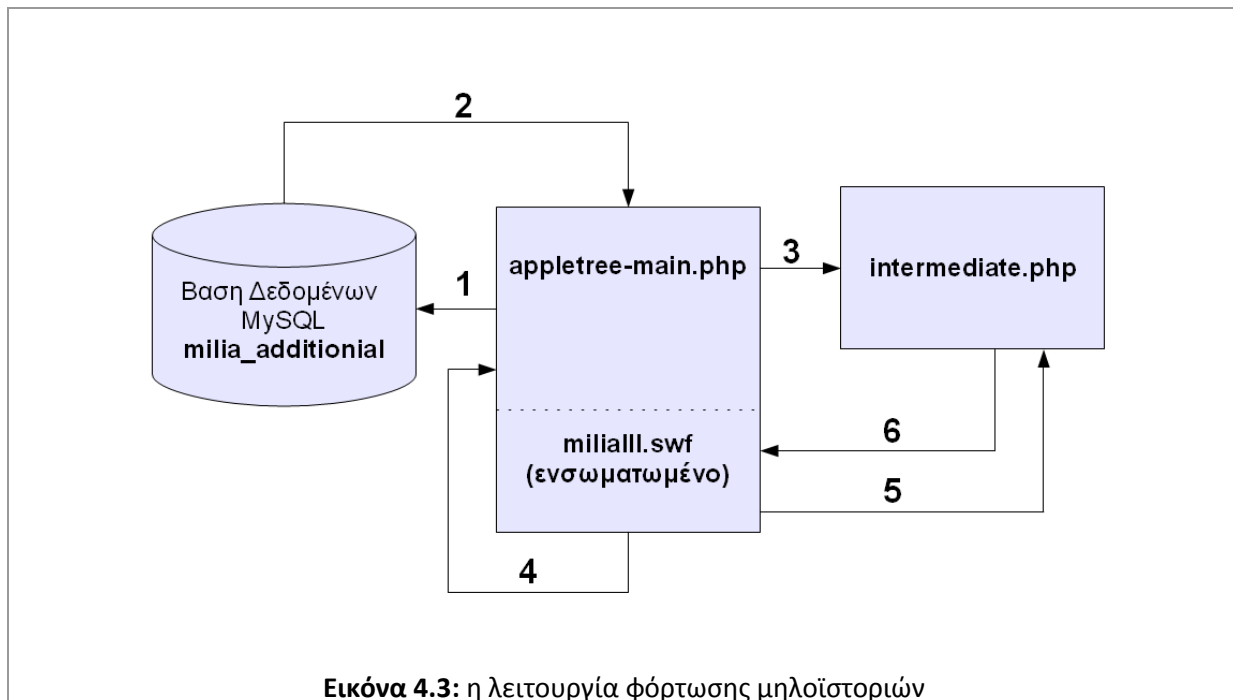 2
appletree-main.php
3
intermediate.php
1
Βαση Δεδομένων
MySQL
milia_additionial
miliaIII.swf
(ενσωματωμένο)
6
5
4
Εικόνα 4.3: η λειτουργία φόρτωσης μηλοϊστοριών